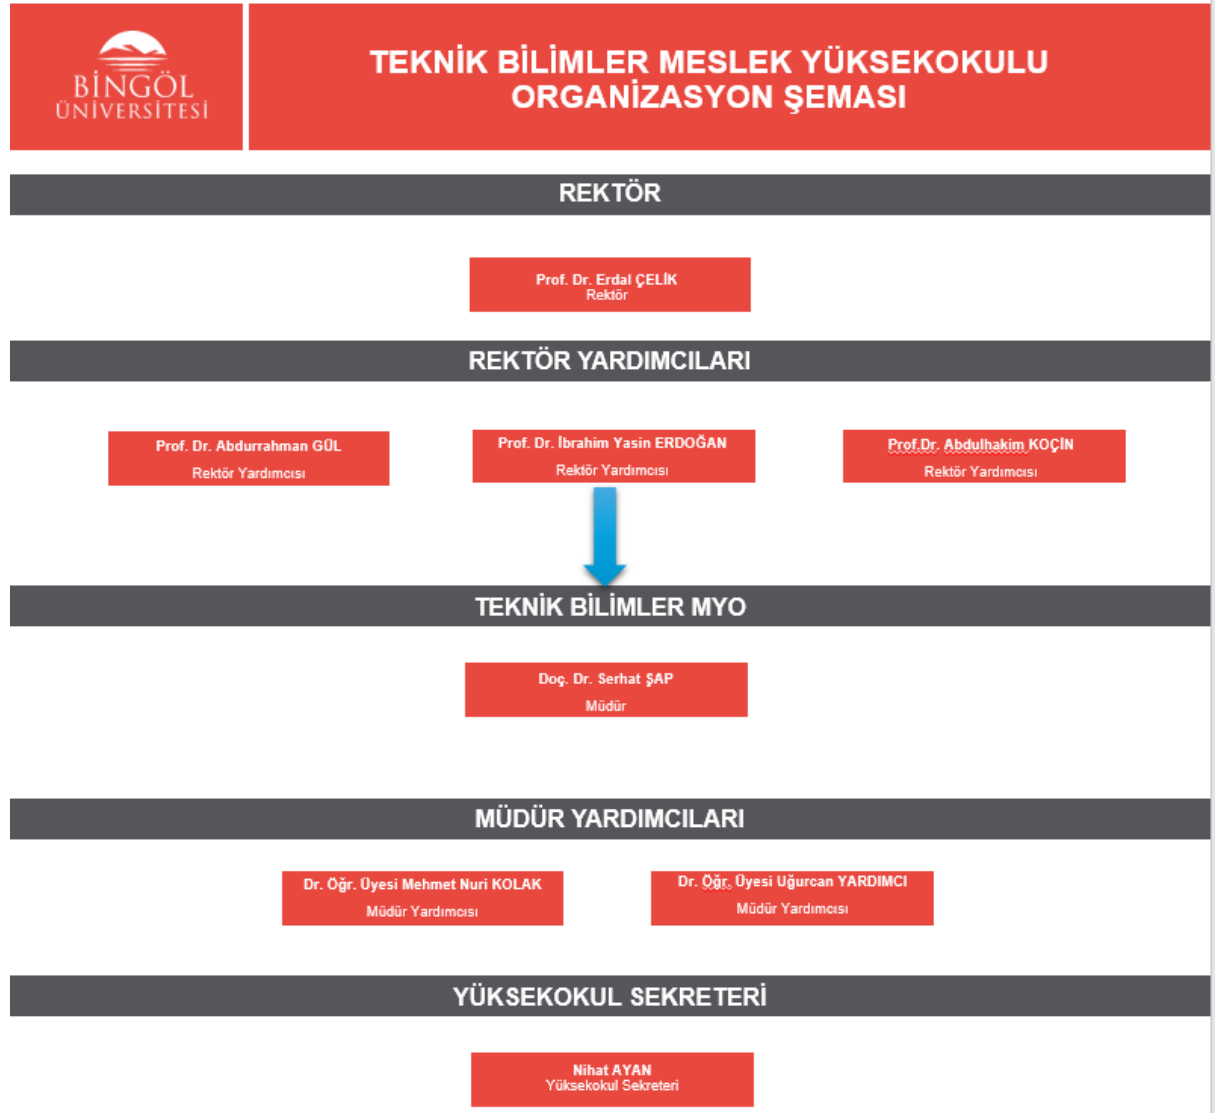 BİNGÖL
ÜNİVERSİTESİ
TEKNİK BİLİMLER MESLEK YÜKSEKOKULU
ORGANİZASYON ŞEMASI
REKTÖR
Prof. Dr. Erdal ÇELİK
Rektör
REKTÖR YARDIMCILARI
Prof. Dr. Abdurrahman GÜL
Rektör Yardımcısı
Prof. Dr. İbrahim Yasin ERDOĞAN
Rektör Yardımcısı
Prof.Dr. Abdulhakim KOÇİN
Rektör Yardımcısı
TEKNİK BİLİMLER MYO
Doç. Dr. Serhat ŞAP
Müdür
MÜDÜR YARDIMCILARI
Dr. Öğr. Üyesi Mehmet Nuri KOLAK
Müdür Yardımcısı
Dr. Öğr. Üyesi Uğurcan YARDIMCI
Müdür Yardımcısı
YÜKSEKOKUL SEKRETERİ
Nihat AYAN
Yüksekokul Sekreteri